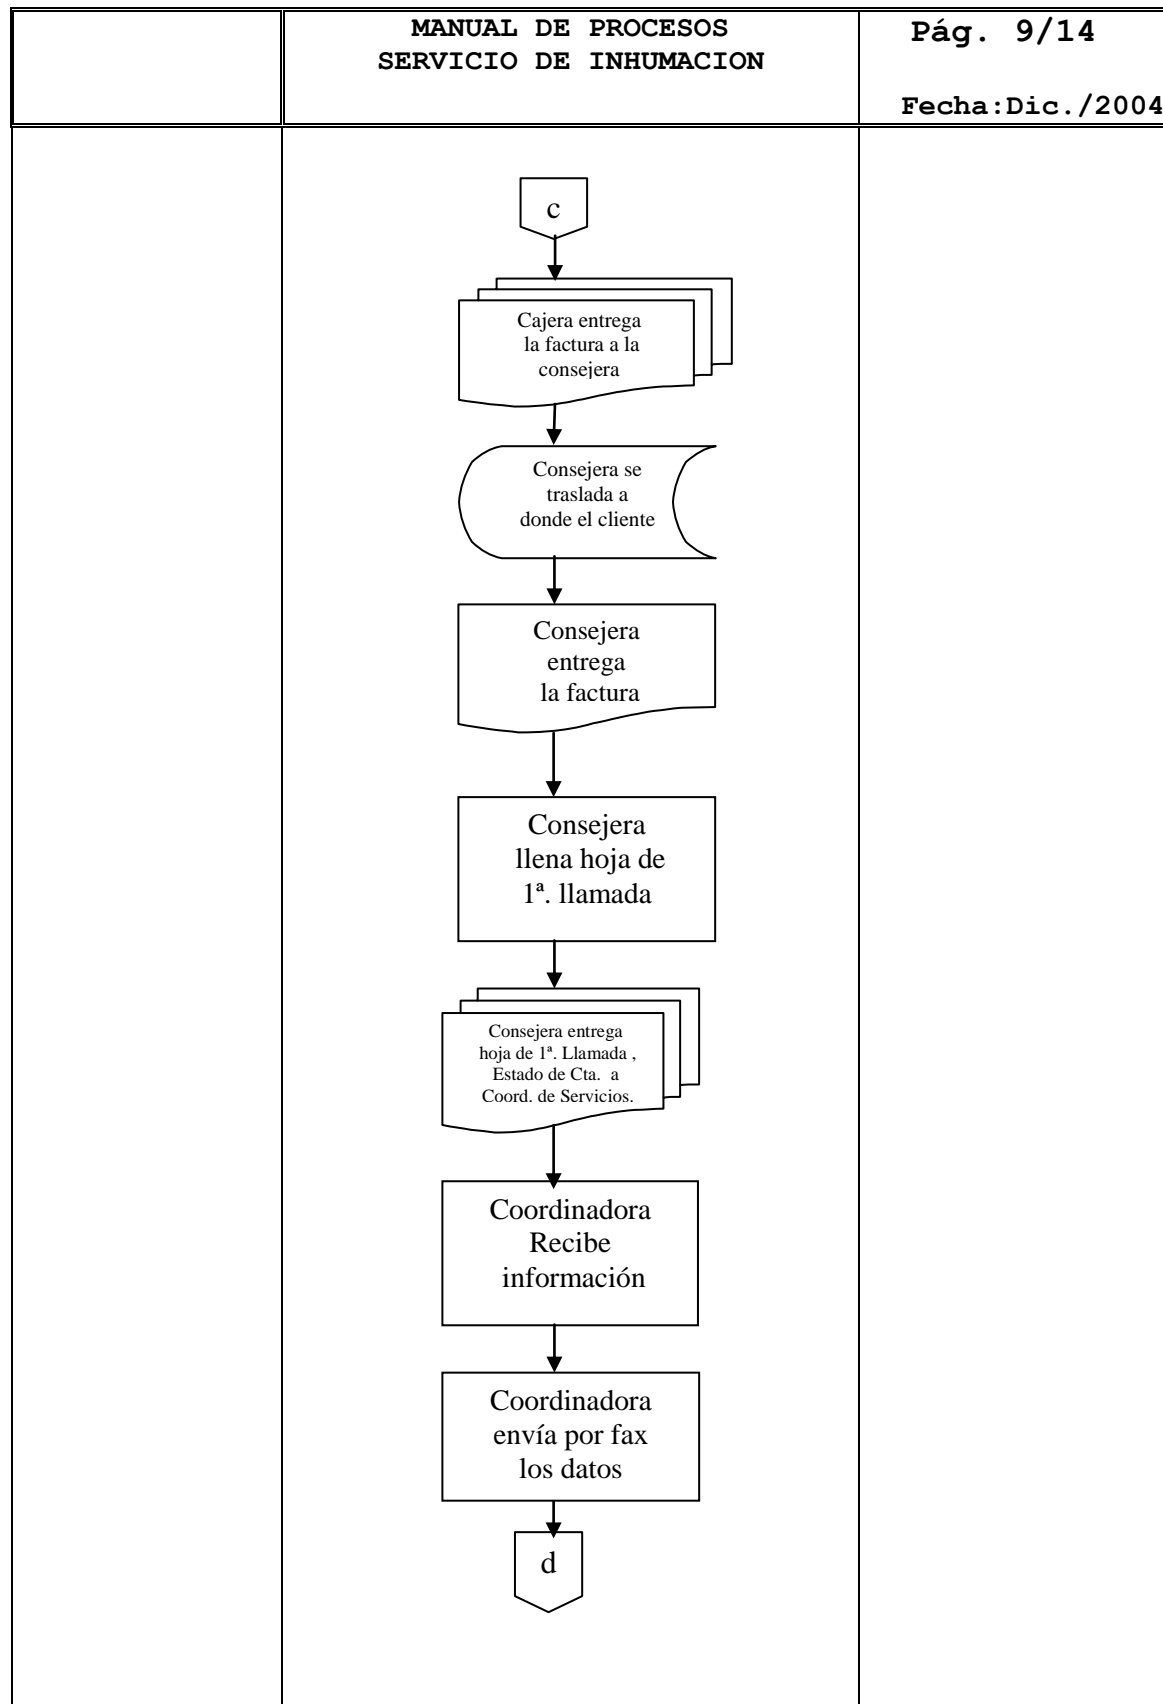 MANUAL DE PROCESOS
SERVICIO DE INHUMACION
Pág. 9/14
Fecha:Dic./2004
c
Cajera entrega
la factura a la
consejera
Consejera se
traslada a
donde el cliente
Consejera
entrega
la factura
Consejera
llena hoja de
1ª. llamada
Consejera entrega
hoja de 1ª. Llamada ,
Estado de Cta. a
Coord. de Servicios.
Coordinadora
Recibe
información
Coordinadora
envía por fax
los datos
d